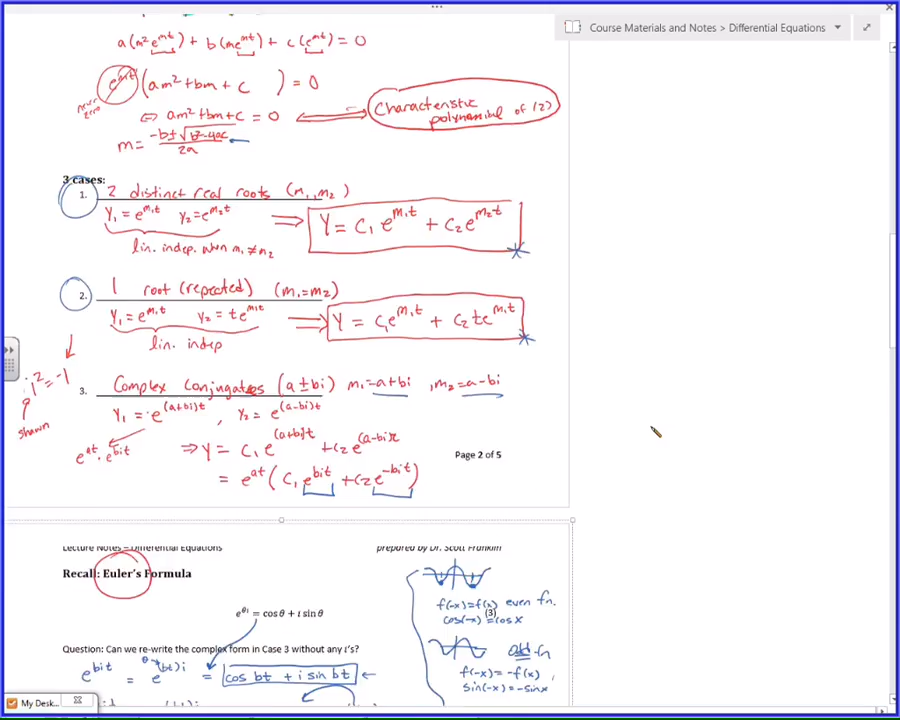 Course Materials and Notes > Differential Equations
a(m²e^mt) + b(me^mt) + c(e^mt) = 0
e^mt (am² + bm + c) = 0
never zero
⇔ am² + bm + c = 0
Characteristic polynomial of (2)
m = (-b ± √(b²-4ac)) / 2a
3 cases:
1. 2 distinct real roots (m₁, m₂)
Y₁ = e^m₁t Y₂ = e^m₂t
⇒ Y = C₁e^m₁t + C₂e^m₂t
lin. indep. when m₁ ≠ m₂
2. 1 root (repeated) (m₁=m₂)
Y₁ = e^m₁t Y₂ = te^m₁t
⇒ Y = C₁e^m₁t + C₂te^m₁t
lin. indep
i² = -1
3. Complex conjugates (a ± bi) m₁ = a+bi, m₂ = a-bi
Y₁ = e^(a+bi)t, Y₂ = e^(a-bi)t
shawn
e^at · e^bit
⇒ Y = C₁e^(a+bi)t + C₂e^(a-bi)t
= e^at (C₁e^bit + C₂e^-bit)
Page 2 of 5
Lecture Notes – Differential Equations prepared by Dr. Scott Franklin
Recall: Euler's Formula
e^θi = cos θ + i sin θ
(3)
f(-x) = f(x) even fn.
cos(-x) = cos x
Question: Can we re-write the complex form in Case 3 without any i's?
e^bit = e^(bt)i = cos bt + i sin bt
θ
odd fn
f(-x) = -f(x)
sin(-x) = -sin x
My Desk...